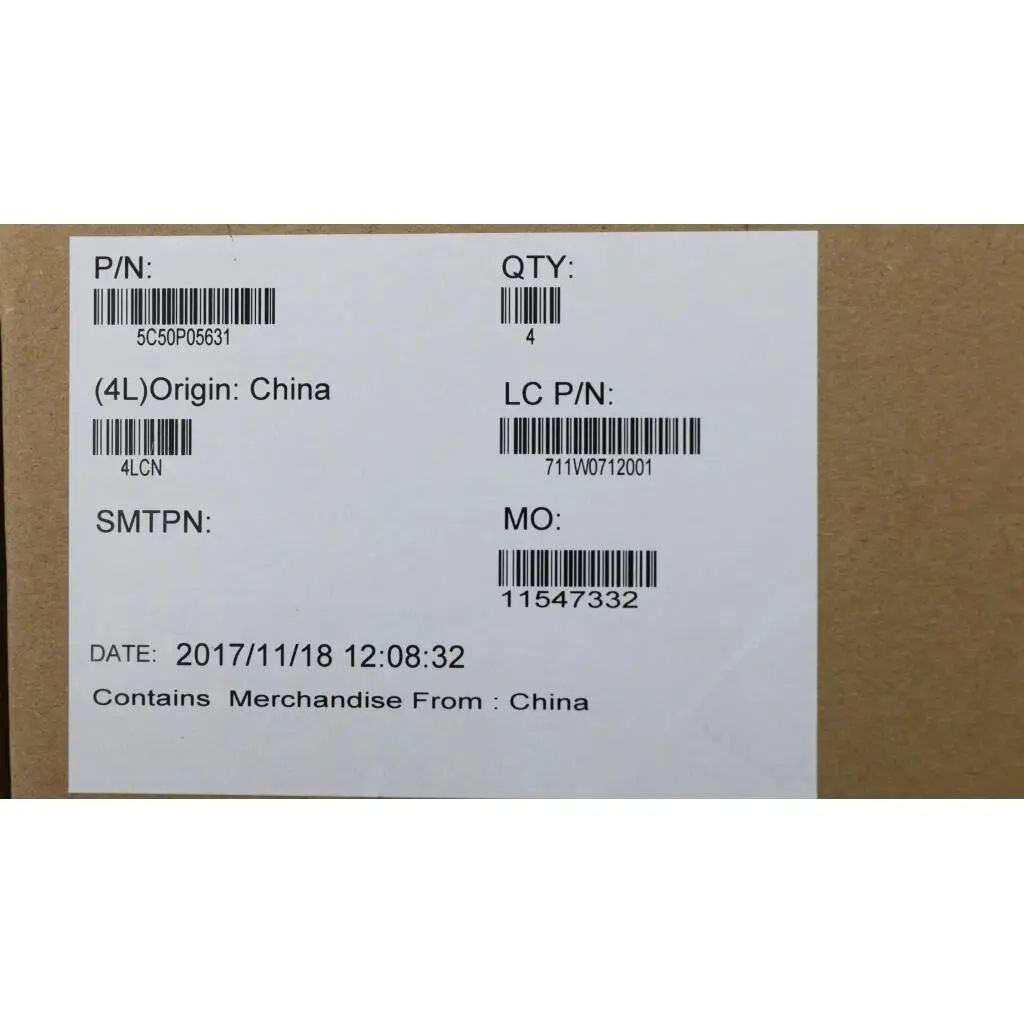 P/N:
5C50P05631
QTY:
4
(4L)Origin: China
4LCN
LC P/N:
711W0712001
SMTPN:
MO:
11547332
DATE: 2017/11/18 12:08:32
Contains Merchandise From : China